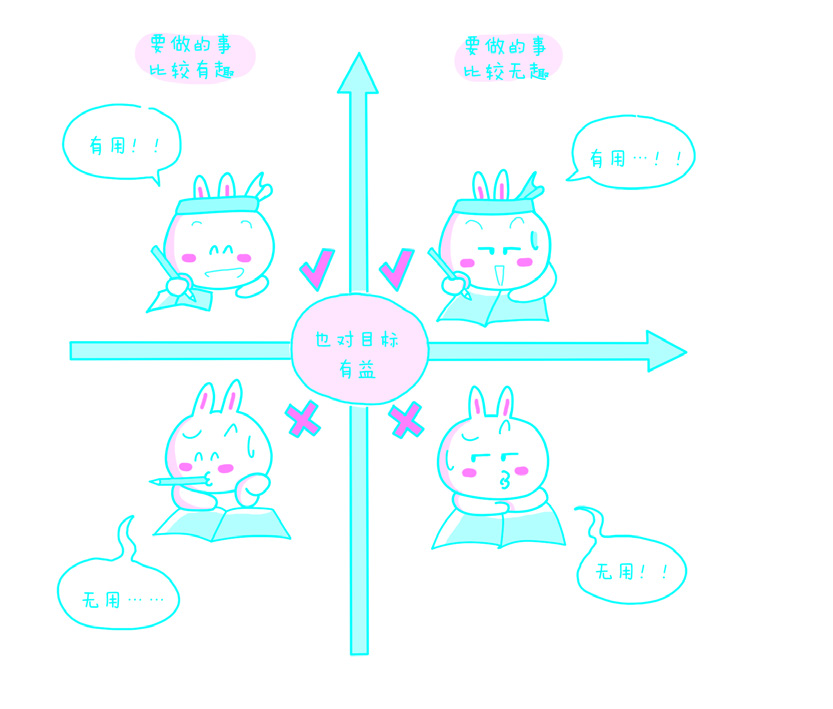 要做的事
比较有趣
要做的事
比较无趣
有用！！
有用…！！
也对目标
有益
无用……
无用！！